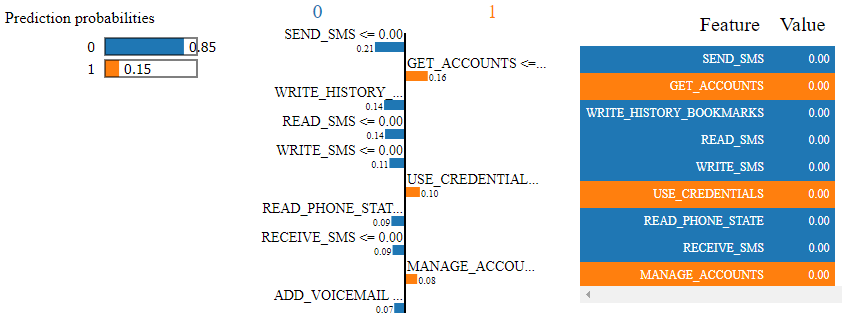 Prediction probabilities
0 0.85
1 0.15
0 1
SEND_SMS <= 0.00
0.21
GET_ACCOUNTS <=...
0.16
WRITE_HISTORY_...
0.14
READ_SMS <= 0.00
0.14
WRITE_SMS <= 0.00
0.11
USE_CREDENTIAL...
0.10
READ_PHONE_STAT...
0.09
RECEIVE_SMS <= 0.00
0.09
MANAGE_ACCOU...
0.08
ADD_VOICEMAIL ...
0.07
Feature Value
SEND_SMS 0.00
GET_ACCOUNTS 0.00
WRITE_HISTORY_BOOKMARKS 0.00
READ_SMS 0.00
WRITE_SMS 0.00
USE_CREDENTIALS 0.00
READ_PHONE_STATE 0.00
RECEIVE_SMS 0.00
MANAGE_ACCOUNTS 0.00